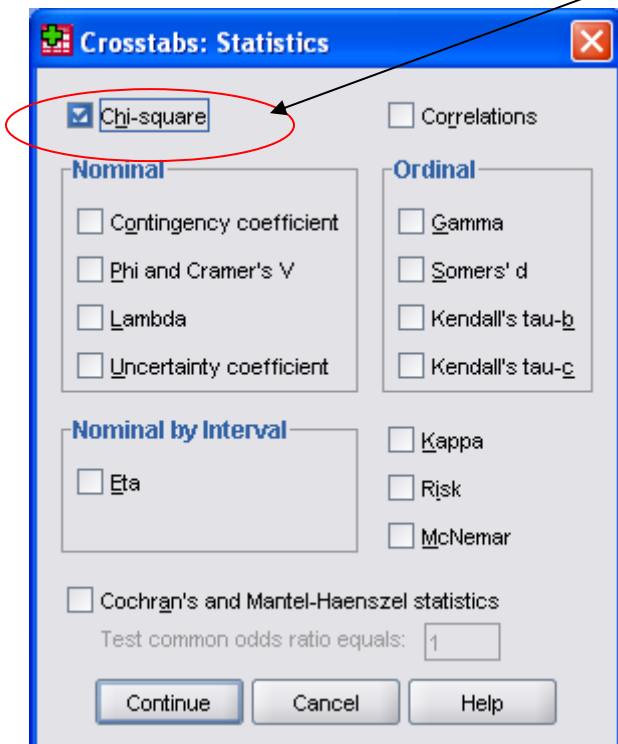 Crosstabs: Statistics
Chi-square
Correlations
Nominal
Contingency coefficient
Phi and Cramer's V
Lambda
Uncertainty coefficient
Ordinal
Gamma
Somers' d
Kendall's tau-b
Kendall's tau-c
Nominal by Interval
Eta
Kappa
Risk
McNemar
Cochran's and Mantel-Haenszel statistics
Test common odds ratio equals: 1
Continue Cancel Help